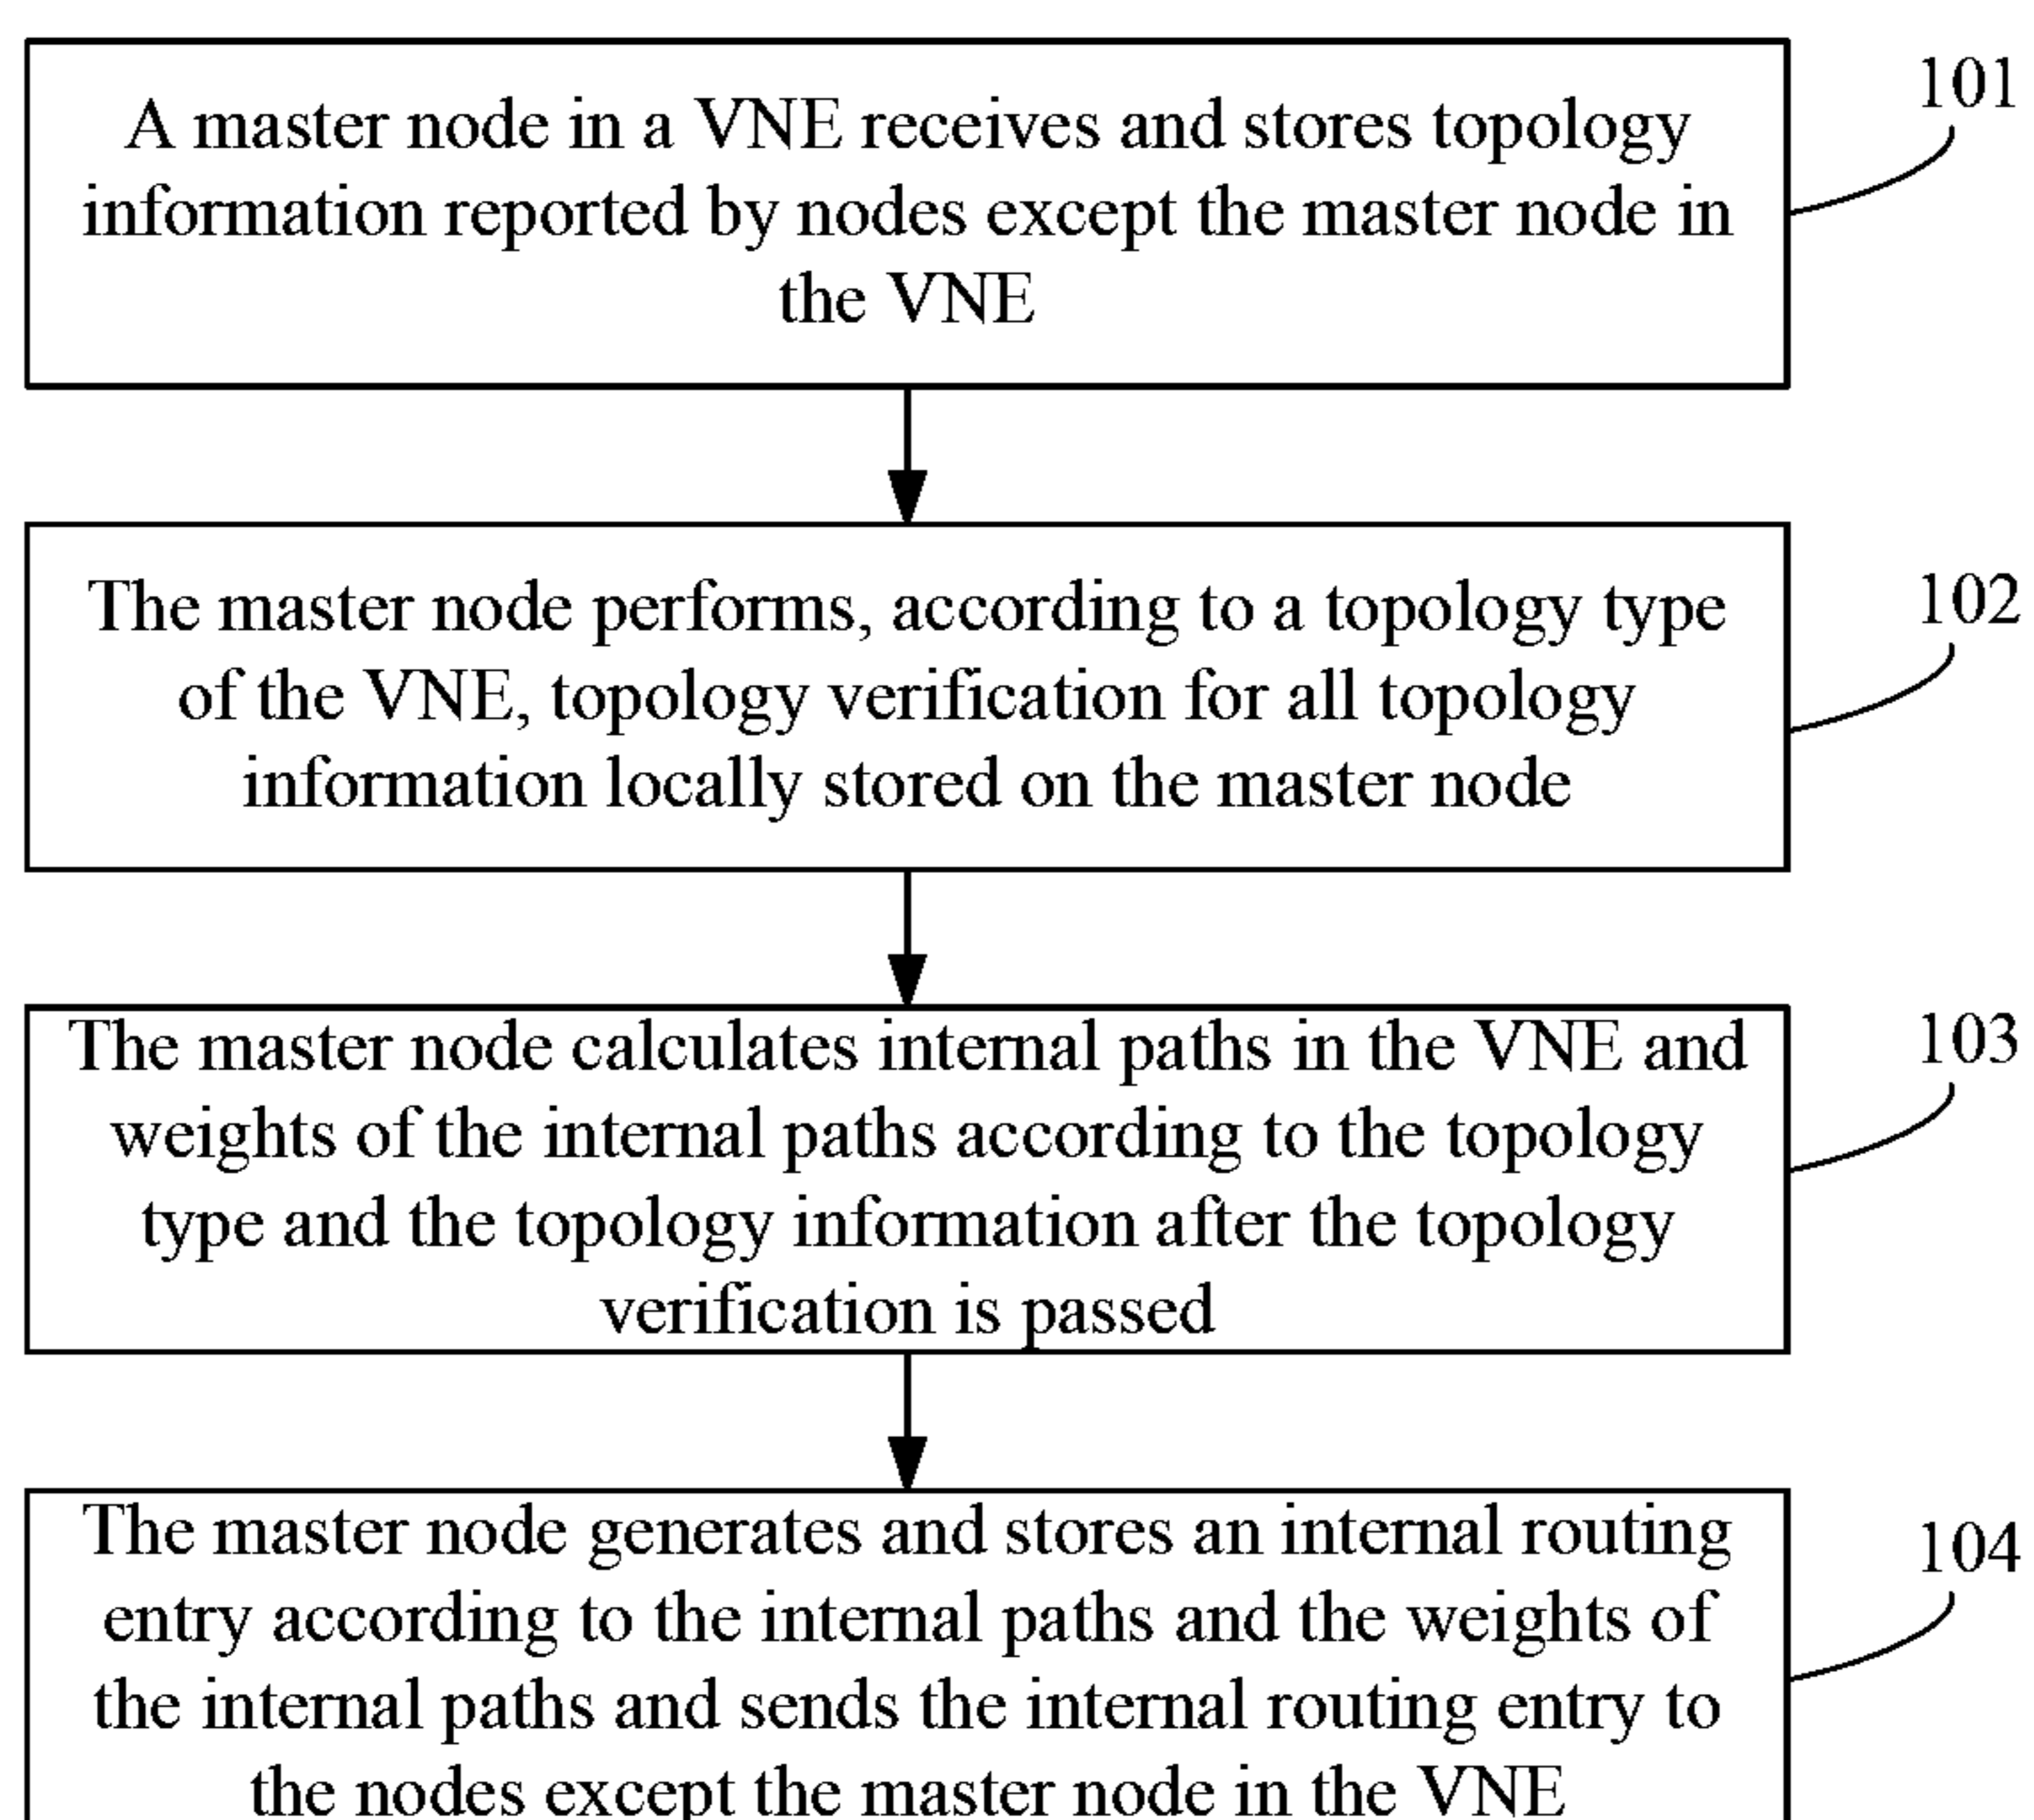 A master node in a VNE receives and stores topology
information reported by nodes except the master node in
the VNE
101
The master node performs, according to a topology type
of the VNE, topology verification for all topology
information locally stored on the master node
102
The master node calculates internal paths in the VNE and
weights of the internal paths according to the topology
type and the topology information after the topology
verification is passed
103
The master node generates and stores an internal routing
entry according to the internal paths and the weights of
the internal paths and sends the internal routing entry to
the nodes except the master node in the VNE
104